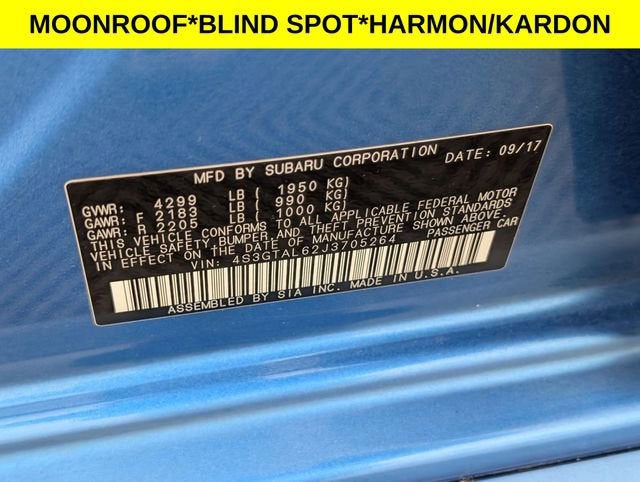 MOONROOF*BLIND SPOT*HARMON/KARDON
MFD BY SUBARU CORPORATION DATE: 09/17
GVWR: 4299 LB ( 1950 KG)
GAWR: F 2183 LB ( 990 KG)
GAWR: R 2205 LB ( 1000 KG)
THIS VEHICLE CONFORMS TO ALL APPLICABLE FEDERAL MOTOR
VEHICLE SAFETY, BUMPER, AND THEFT PREVENTION STANDARDS
IN EFFECT ON THE DATE OF MANUFACTURE SHOWN ABOVE.
VIN: 4S3GTAL62J3705264 PASSENGER CAR
ASSEMBLED BY SIA INC. MADE IN U.S.A.